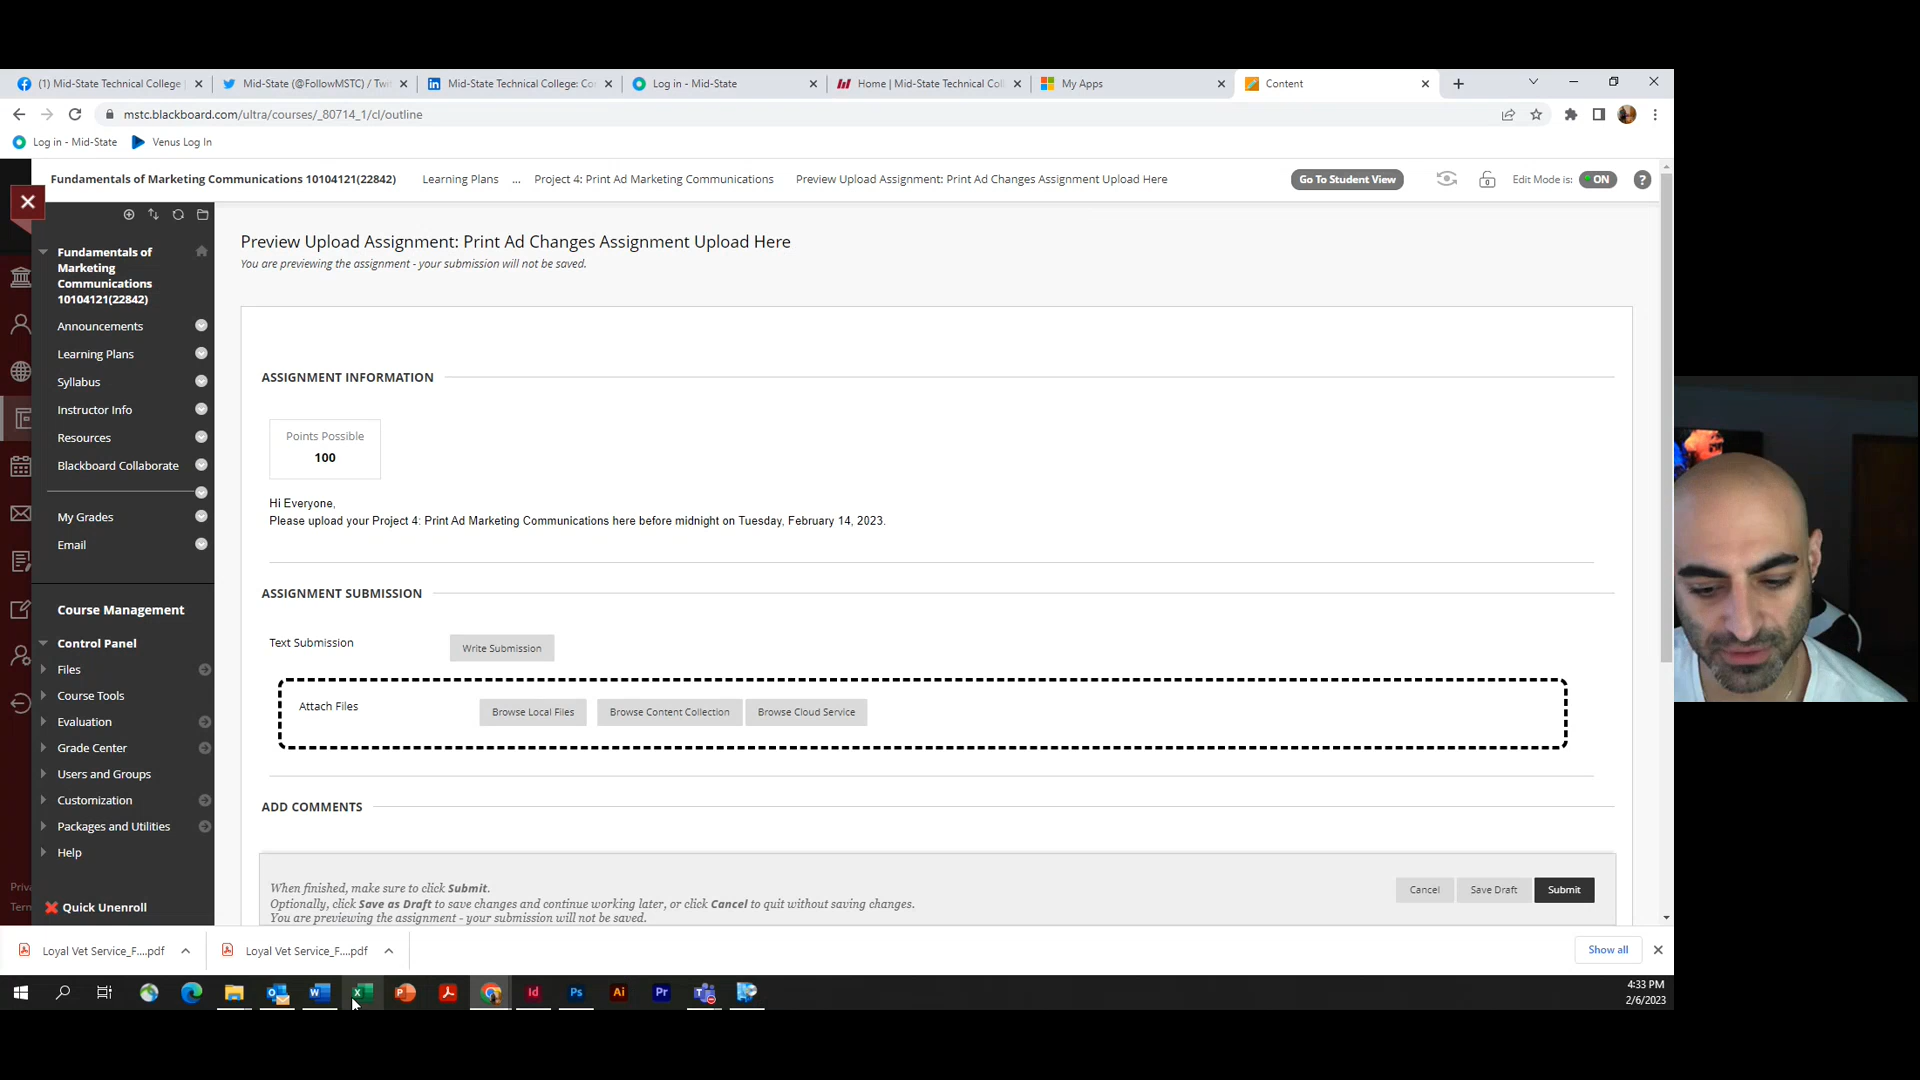 (1) Mid-State Technical College |
Mid-State (@FollowMSTC) / Twi
Mid-State Technical College: Co
Log in - Mid-State
Home | Mid-State Technical Col
My Apps
Content
mstc.blackboard.com/ultra/courses/_80714_1/cl/outline
Log in - Mid-State
Venus Log In
Fundamentals of Marketing Communications 10104121(22842)
Learning Plans
...
Project 4: Print Ad Marketing Communications
Preview Upload Assignment: Print Ad Changes Assignment Upload Here
Go To Student View
Edit Mode is:
ON
?
Preview Upload Assignment: Print Ad Changes Assignment Upload Here
You are previewing the assignment - your submission will not be saved.
Fundamentals of
Marketing
Communications
10104121(22842)
Announcements
Learning Plans
Syllabus
Instructor Info
Resources
Blackboard Collaborate
My Grades
Email
Course Management
Control Panel
Files
Course Tools
Evaluation
Grade Center
Users and Groups
Customization
Packages and Utilities
Help
Quick Unenroll
Priva
Term
ASSIGNMENT INFORMATION
Points Possible
100
Hi Everyone,
Please upload your Project 4: Print Ad Marketing Communications here before midnight on Tuesday, February 14, 2023.
ASSIGNMENT SUBMISSION
Text Submission
Write Submission
Attach Files
Browse Local Files
Browse Content Collection
Browse Cloud Service
ADD COMMENTS
When finished, make sure to click Submit.
Optionally, click Save as Draft to save changes and continue working later, or click Cancel to quit without saving changes.
You are previewing the assignment - your submission will not be saved.
Cancel
Save Draft
Submit
Loyal Vet Service_F....pdf
Loyal Vet Service_F....pdf
Show all
Id
Ps
Ai
Pr
4:33 PM
2/6/2023